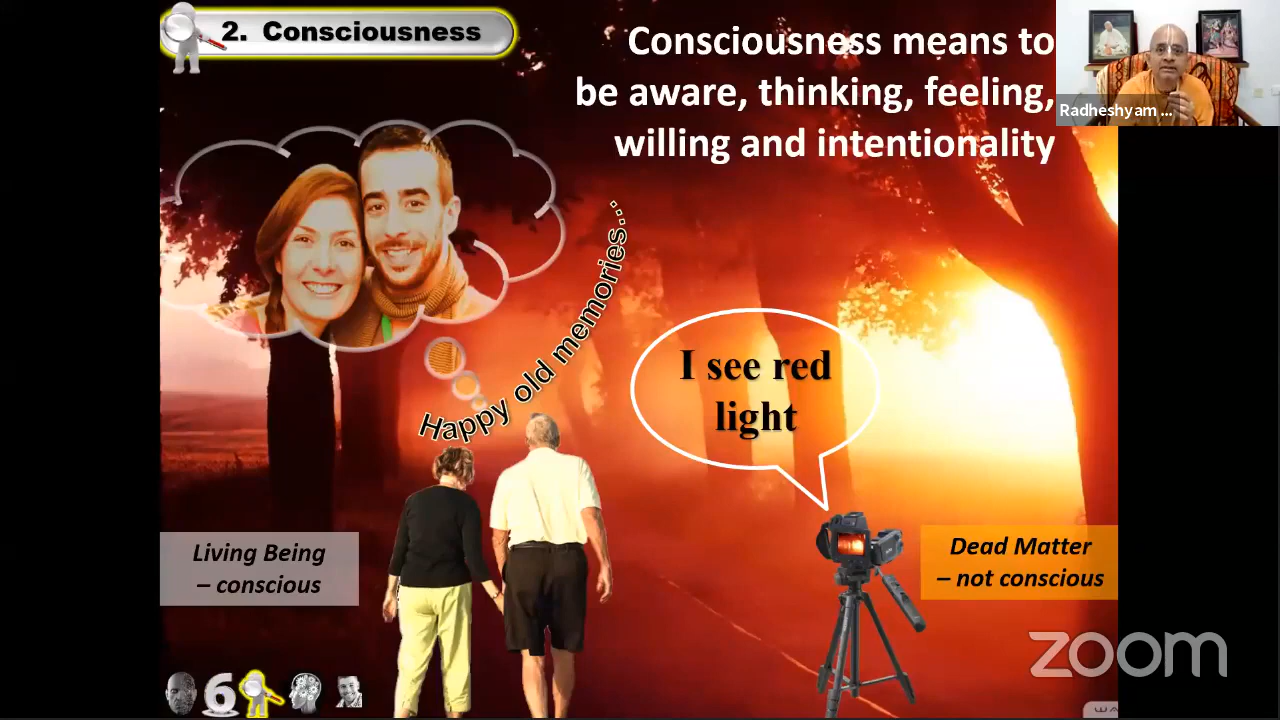 2. Consciousness
Consciousness means to
be aware, thinking, feeling,
willing and intentionality
Radheshyam ...
Happy old memories...
I see red
light
Living Being
– conscious
Dead Matter
– not conscious
6
zoom